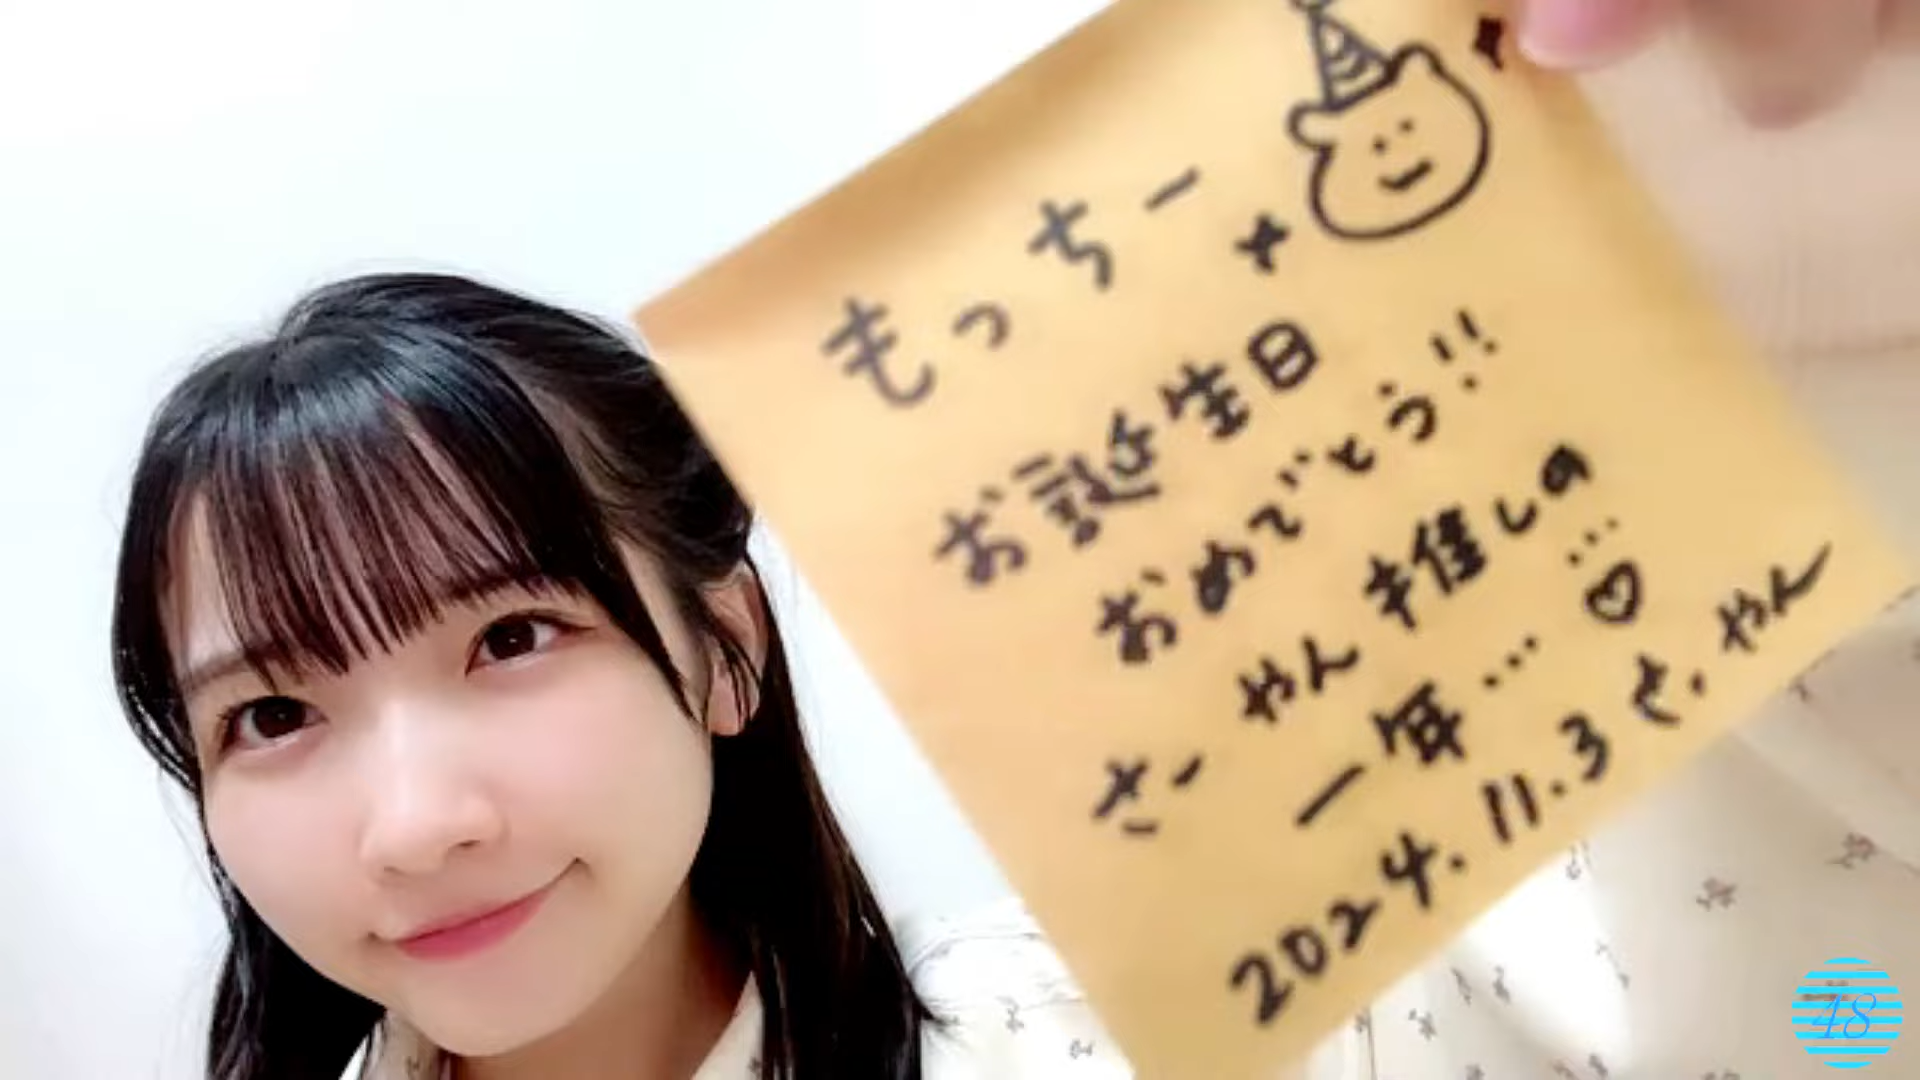 もっちー
お誕生日
おめでとう!!
さーやん推しの
一年…♡
2024.11.3 さーやん
48